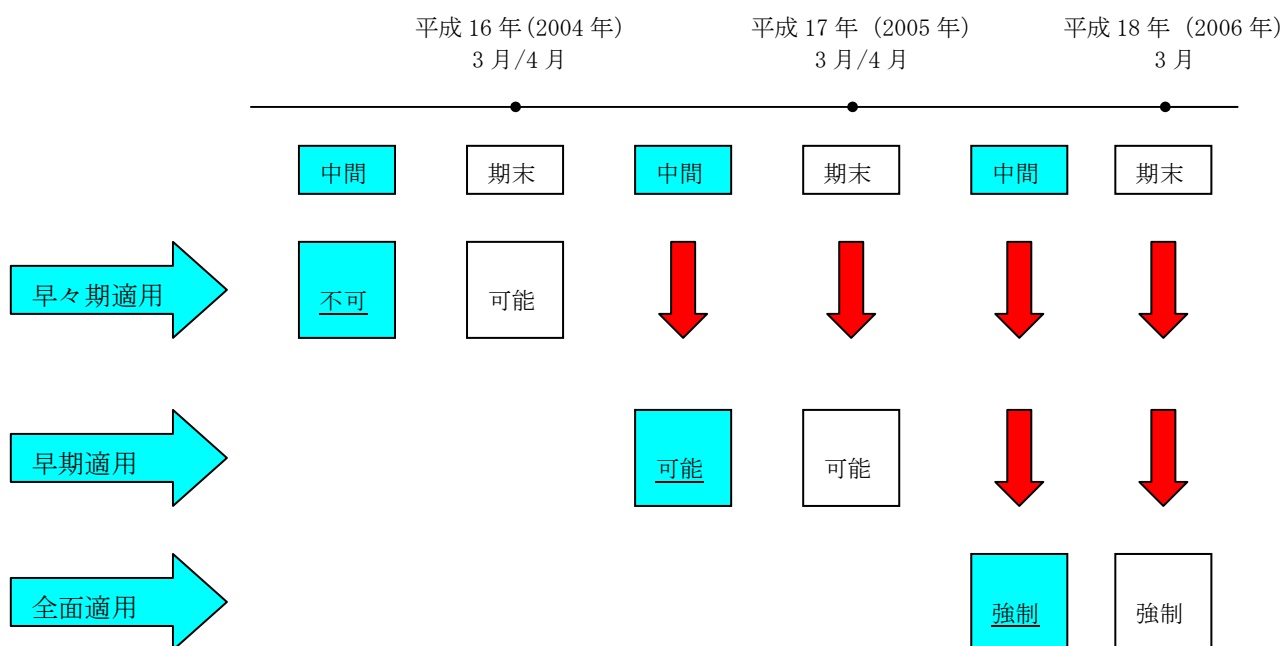 平成 16 年(2004 年)
3 月/4 月
平成 17 年 (2005 年)
3 月/4 月
平成 18 年 (2006 年)
3 月
中間
期末
中間
期末
中間
期末
早々期適用
不可
可能
早期適用
可能
可能
全面適用
強制
強制